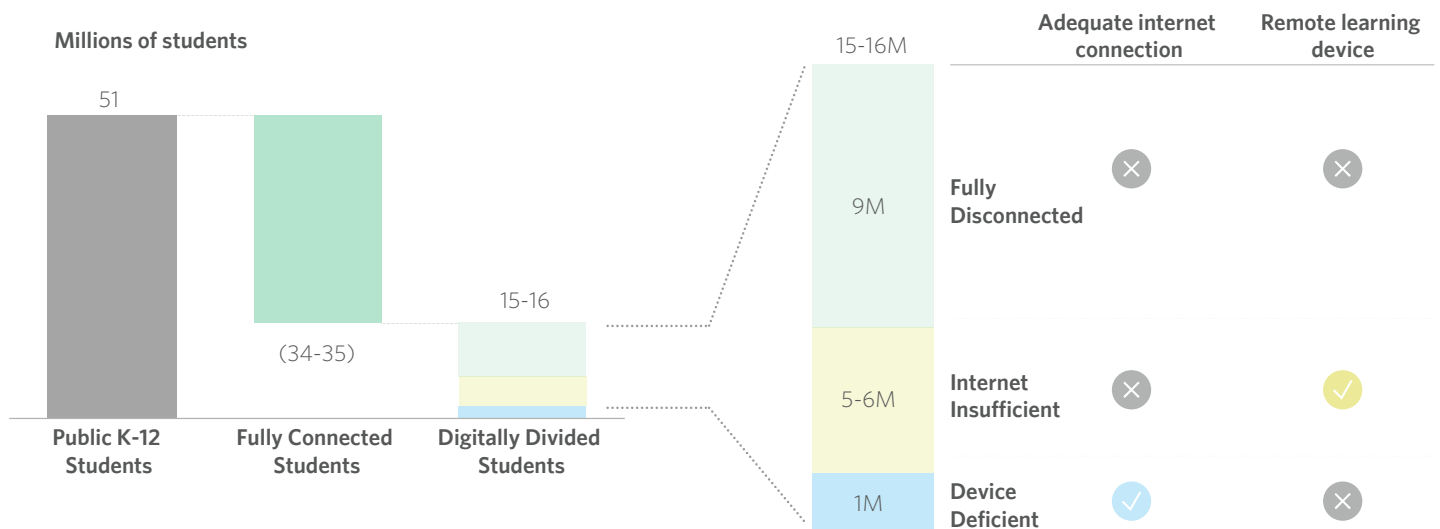 Millions of students
51
(34-35)
15-16
Public K-12
Students
Fully Connected
Students
Digitally Divided
Students
15-16M
9M
5-6M
1M
Adequate internet
connection
Remote learning
device
Fully
Disconnected
Internet
Insufficient
Device
Deficient